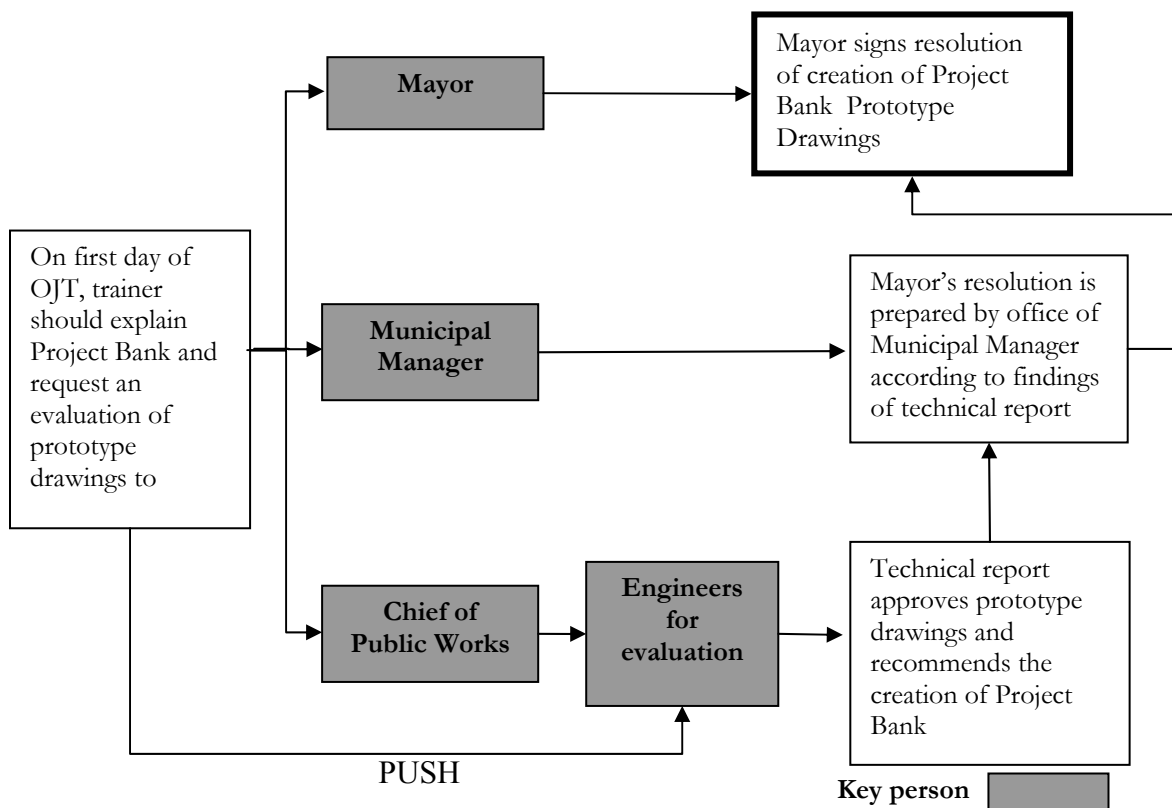 Mayor
Mayor signs resolution
of creation of Project
Bank Prototype
Drawings
On first day of
OJT, trainer
should explain
Project Bank and
request an
evaluation of
prototype
drawings to
Municipal
Manager
Mayor's resolution is
prepared by office of
Municipal Manager
according to findings
of technical report
Chief of
Public Works
Engineers
for
evaluation
Technical report
approves prototype
drawings and
recommends the
creation of Project
Bank
PUSH
Key person